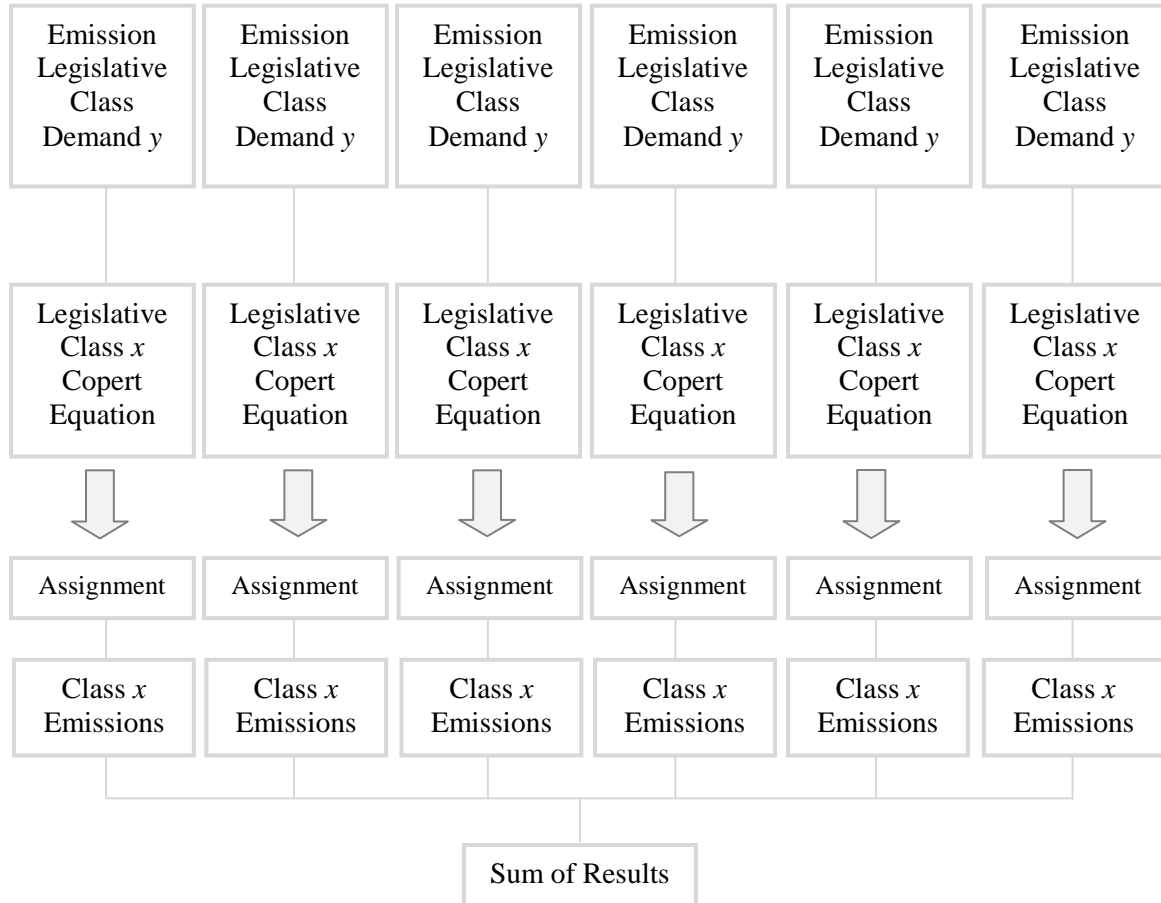 Emission
Legislative
Class
Demand y
Emission
Legislative
Class
Demand y
Emission
Legislative
Class
Demand y
Emission
Legislative
Class
Demand y
Emission
Legislative
Class
Demand y
Emission
Legislative
Class
Demand y
Legislative
Class x
Copert
Equation
Legislative
Class x
Copert
Equation
Legislative
Class x
Copert
Equation
Legislative
Class x
Copert
Equation
Legislative
Class x
Copert
Equation
Legislative
Class x
Copert
Equation
Assignment
Assignment
Assignment
Assignment
Assignment
Assignment
Class x
Emissions
Class x
Emissions
Class x
Emissions
Class x
Emissions
Class x
Emissions
Class x
Emissions
Sum of Results